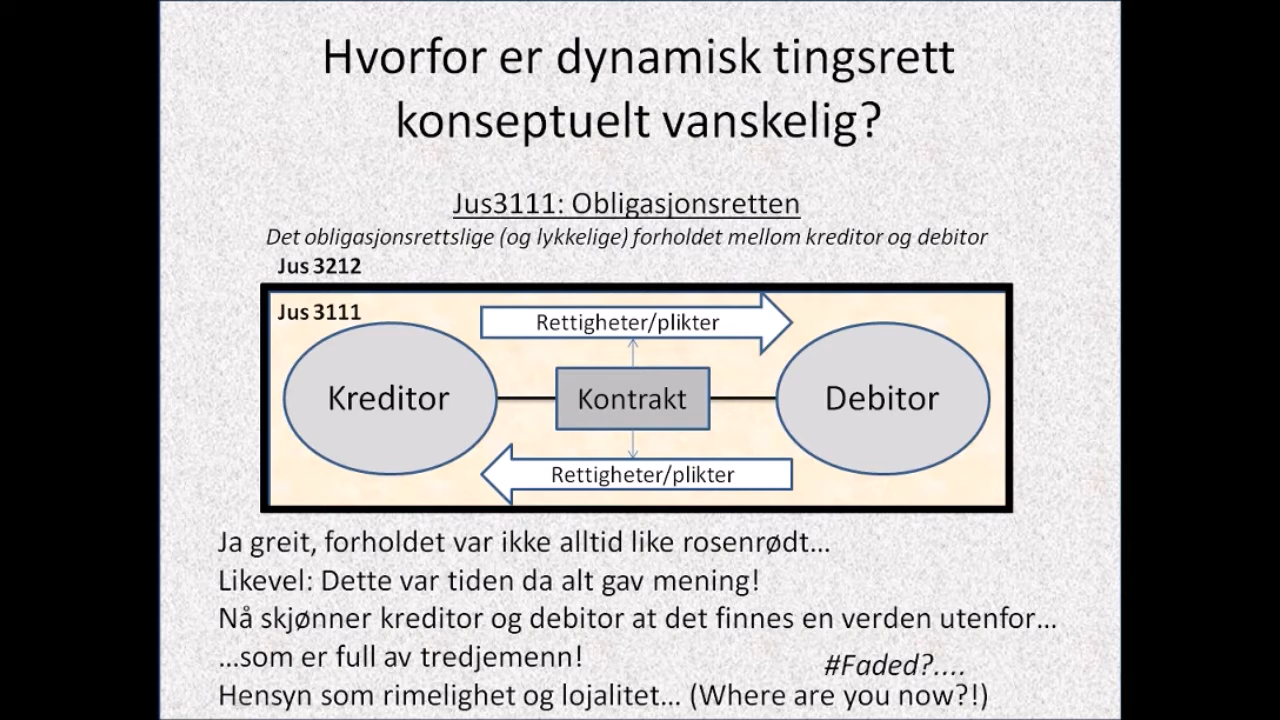 Hvorfor er dynamisk tingsrett
konseptuelt vanskelig?
Jus3111: Obligasjonsretten
Det obligasjonsrettslige (og lykkelige) forholdet mellom kreditor og debitor
Jus 3212
Jus 3111
Rettigheter/plikter
Kreditor
Kontrakt
Debitor
Rettigheter/plikter
Ja greit, forholdet var ikke alltid like rosenrødt...
Likevel: Dette var tiden da alt gav mening!
Nå skjønner kreditor og debitor at det finnes en verden utenfor...
...som er full av tredjemenn!
#Faded?....
Hensyn som rimelighet og lojalitet... (Where are you now?!)